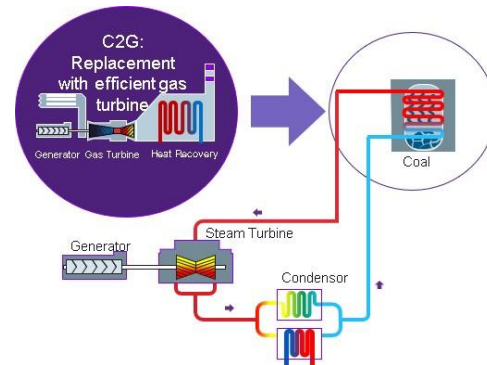 C2G:
Replacement
with efficient gas
turbine
Generator Gas Turbine Heat Recovery
Coal
Steam Turbine
Generator
Condensor